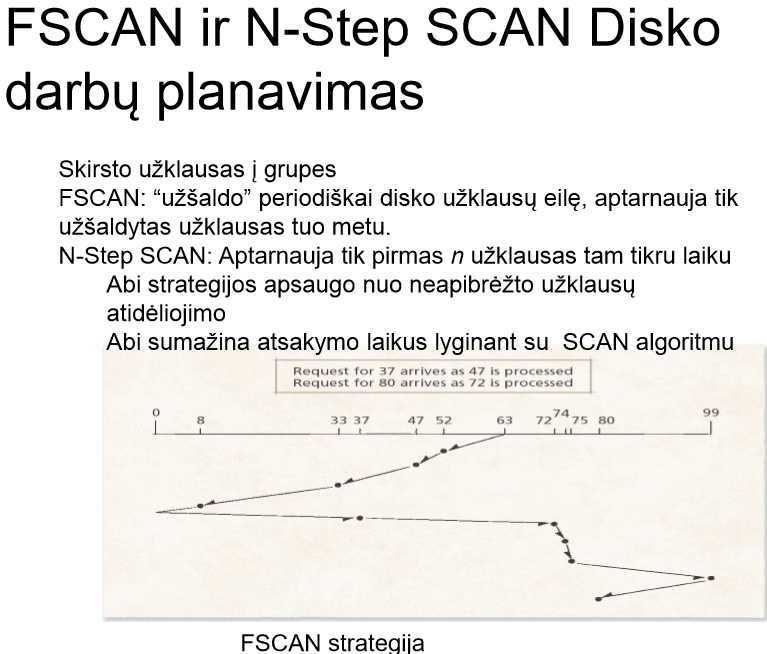 FSCAN ir N-Step SCAN Disko
darbų planavimas
Skirsto užklausas į grupes
FSCAN: “užšaldo” periodiškai disko užklausų eilę, aptarnauja tik
užšaldytas užklausas tuo metu.
N-Step SCAN: Aptarnauja tik pirmas n užklausas tam tikru laiku
Abi strategijos apsaugo nuo neapibrėžto užklausų
atidėliojimo
Abi sumažina atsakymo laikus lyginant su SCAN algoritmu
Request for 37 arrives as 47 is processed
Request for 80 arrives as 72 is processed
0 8 33 37 47 52 63 72 74 75 80 99
FSCAN strategija